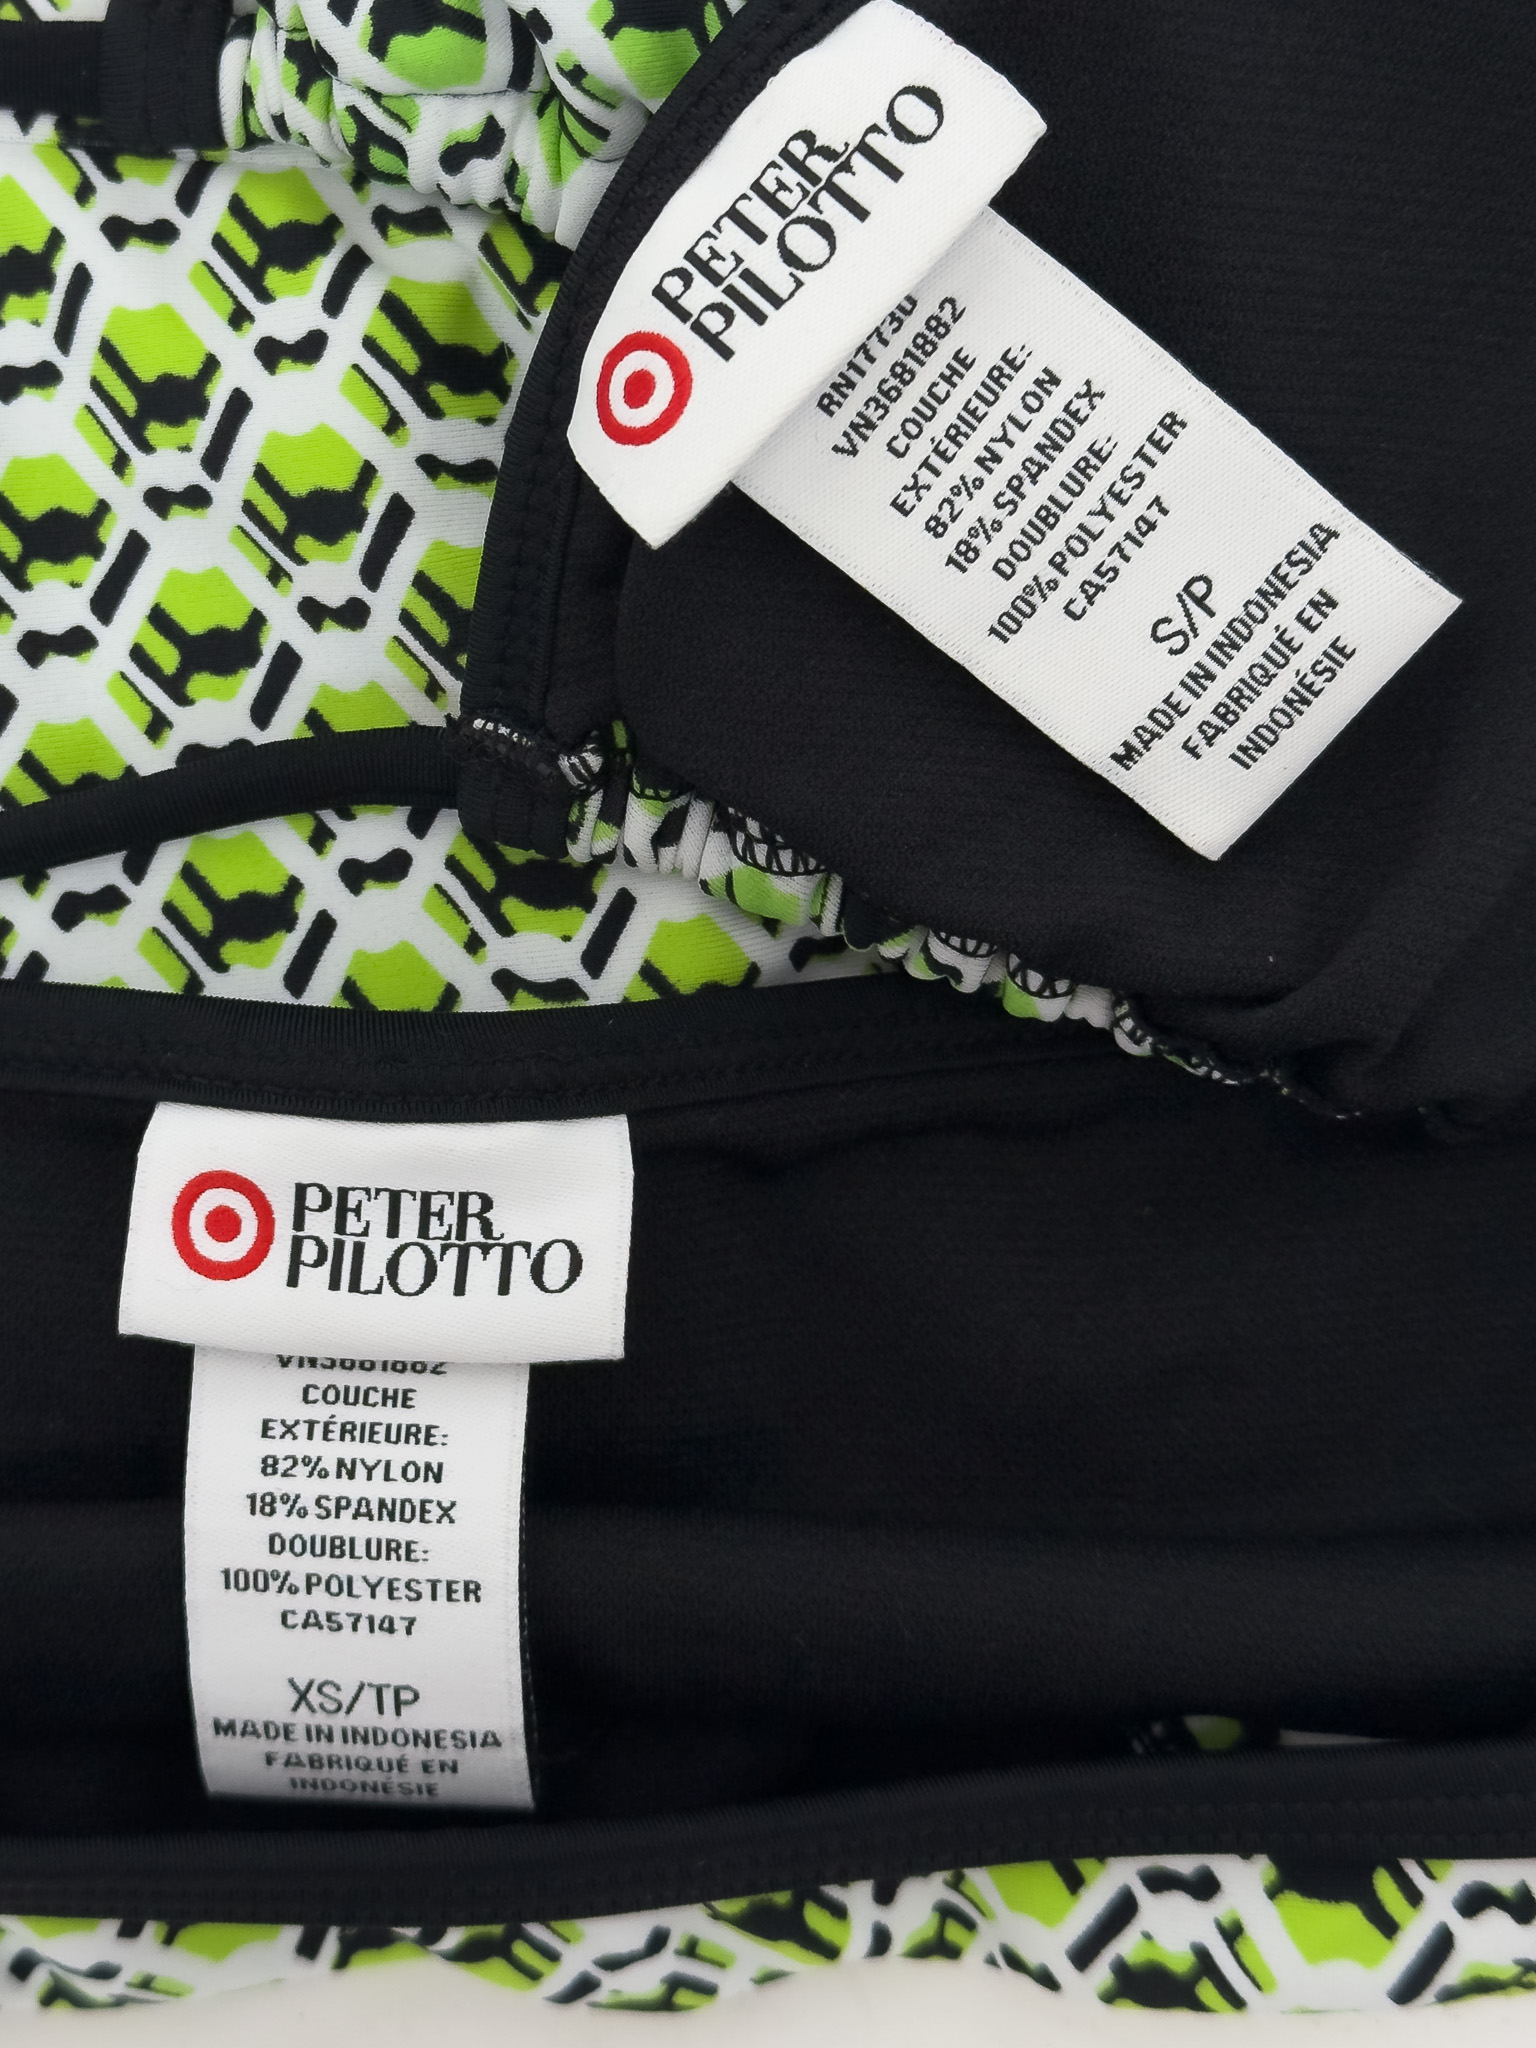 PETER
PILOTTO
RN17730
VN3681882
COUCHE
EXTÉRIEURE:
82% NYLON
18% SPANDEX
DOUBLURE:
100% POLYESTER
CA57147
S/P
MADE IN INDONESIA
FABRIQUÉ EN
INDONÉSIE
PETER
PILOTTO
VN3681882
COUCHE
EXTÉRIEURE:
82% NYLON
18% SPANDEX
DOUBLURE:
100% POLYESTER
CA57147
XS/TP
MADE IN INDONESIA
FABRIQUÉ EN
INDONÉSIE